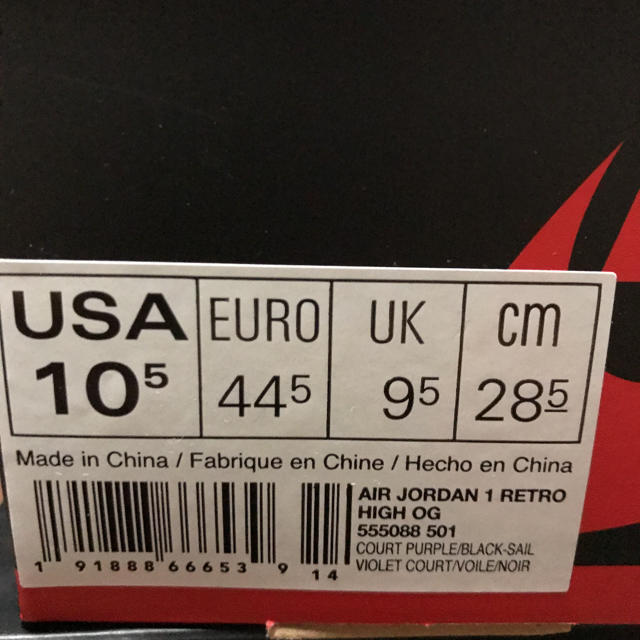 USA EURO UK cm
10⁵ 44⁵ 9⁵ 28⁵
Made in China / Fabrique en Chine / Hecho en China
AIR JORDAN 1 RETRO
HIGH OG
555088 501
COURT PURPLE/BLACK-SAIL
VIOLET COURT/VOILE/NOIR
1 91888 66653 9 14